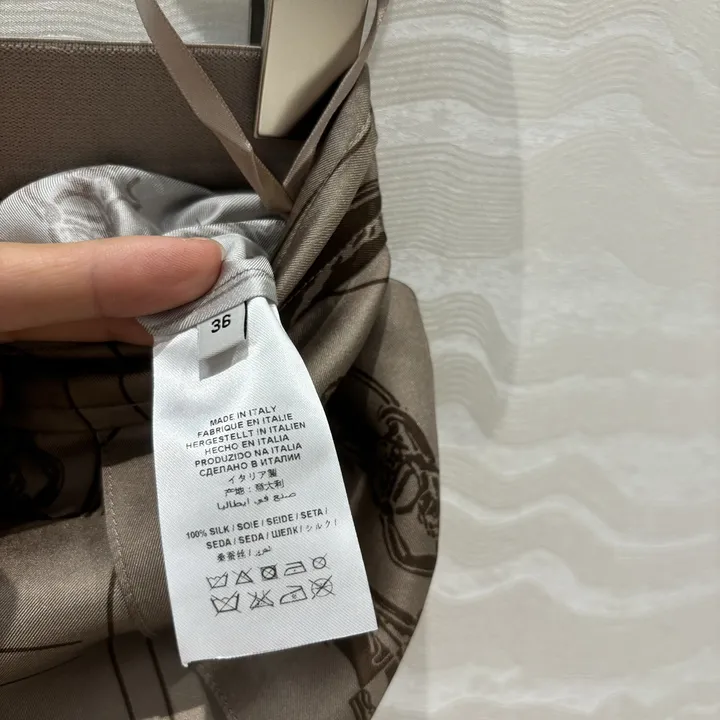 36
MADE IN ITALY
FABRIQUE EN ITALIE
HERGESTELLT IN ITALIEN
HECHO EN ITALIA
PRODUZIDO NA ITALIA
СДЕЛАНО В ИТАЛИИ
イタリア製
产地:意大利
صنع في ايطاليا
100% SILK / SOIE / SEIDE / SETA /
SEDA / SEDA / ШЕЛК / シルク /
桑蚕丝 / حرير